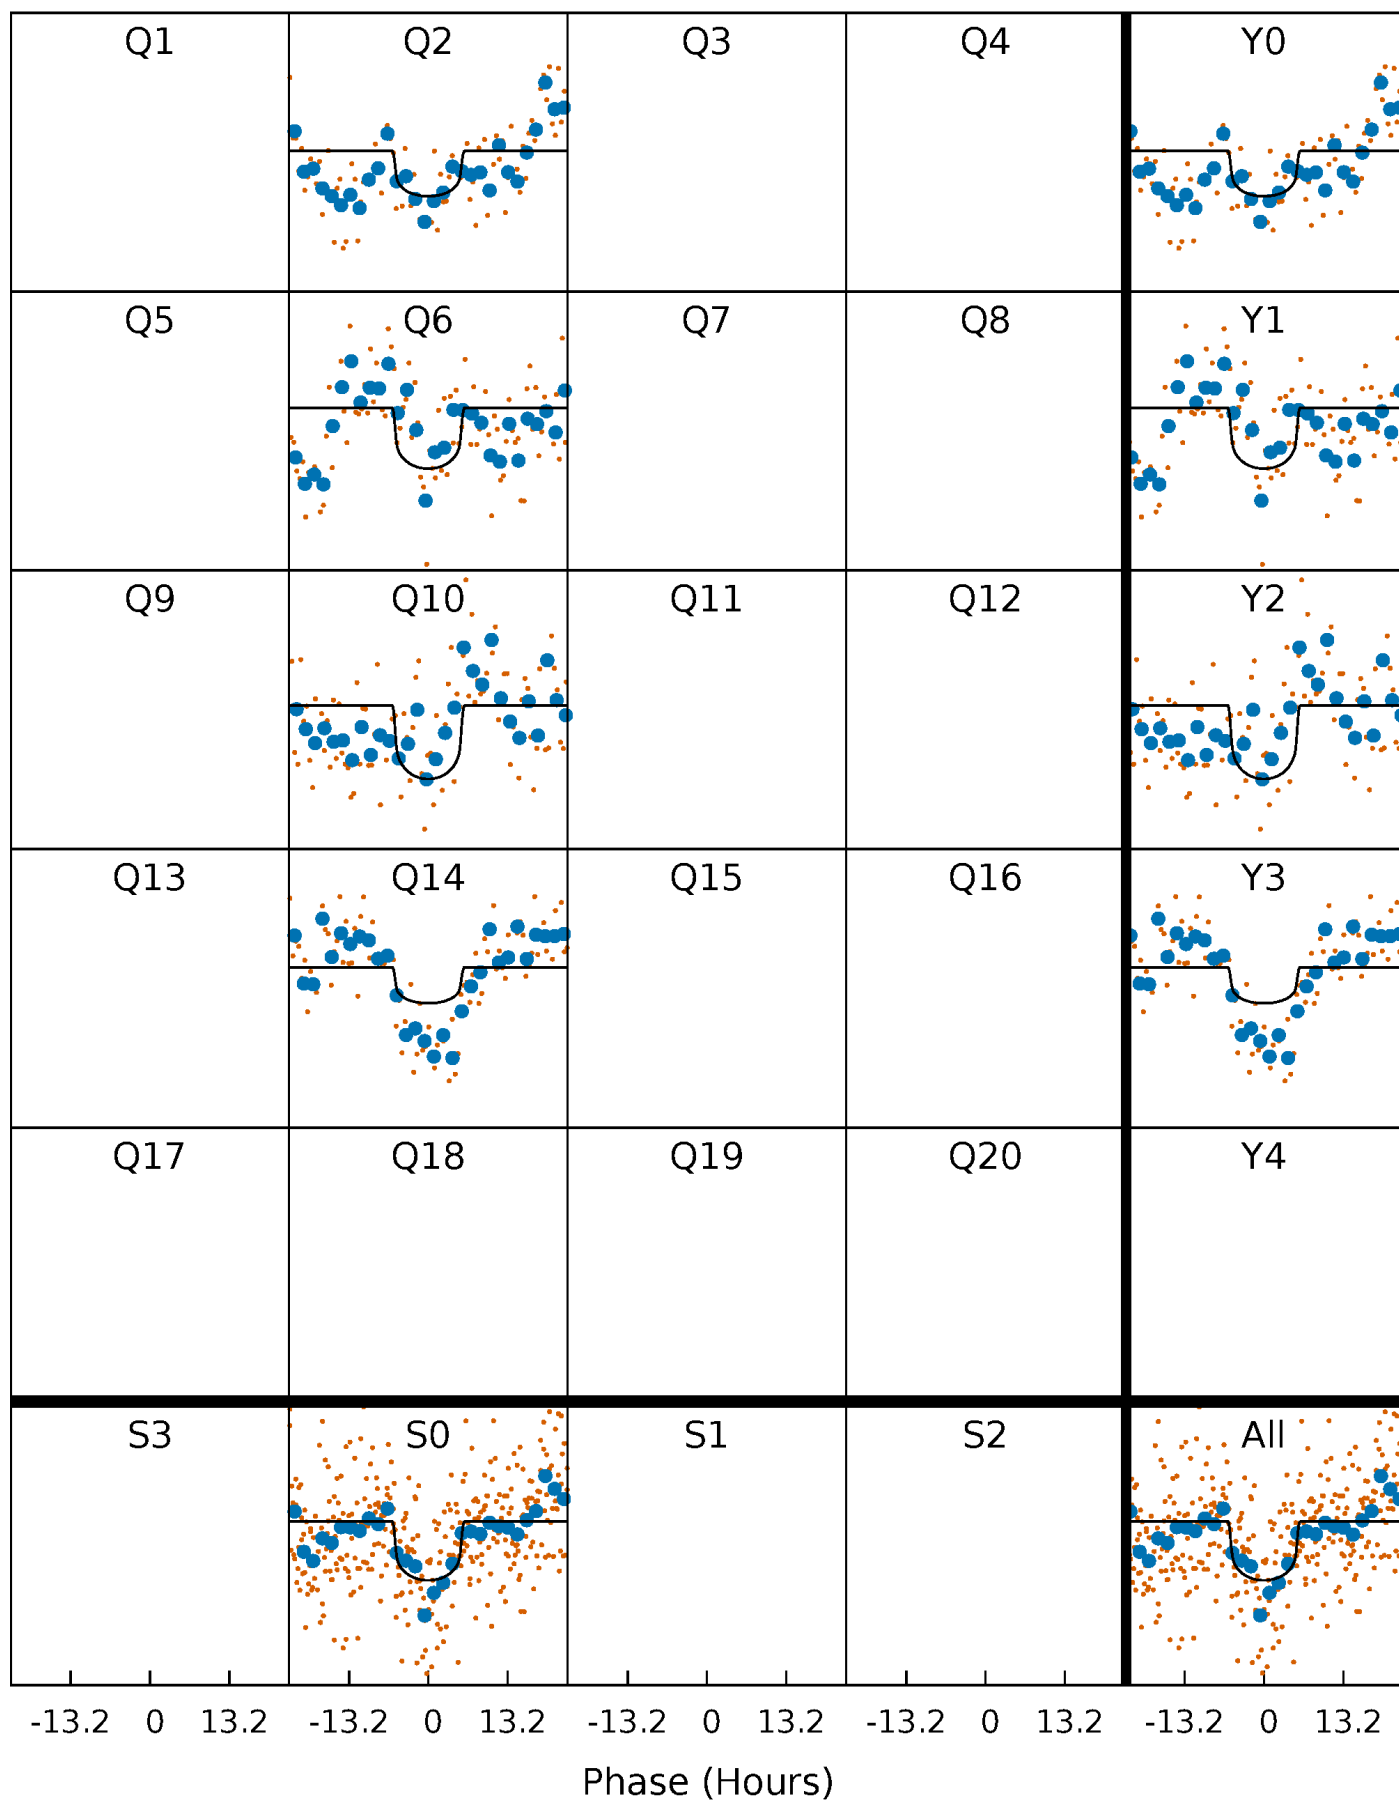 Q1 Q2 Q3 Q4 Y0
Q5 Q6 Q7 Q8 Y1
Q9 Q10 Q11 Q12 Y2
Q13 Q14 Q15 Q16 Y3
Q17 Q18 Q19 Q20 Y4
S3 S0 S1 S2 All
-13.2 0 13.2 -13.2 0 13.2 -13.2 0 13.2 -13.2 0 13.2 -13.2 0 13.2
Phase (Hours)